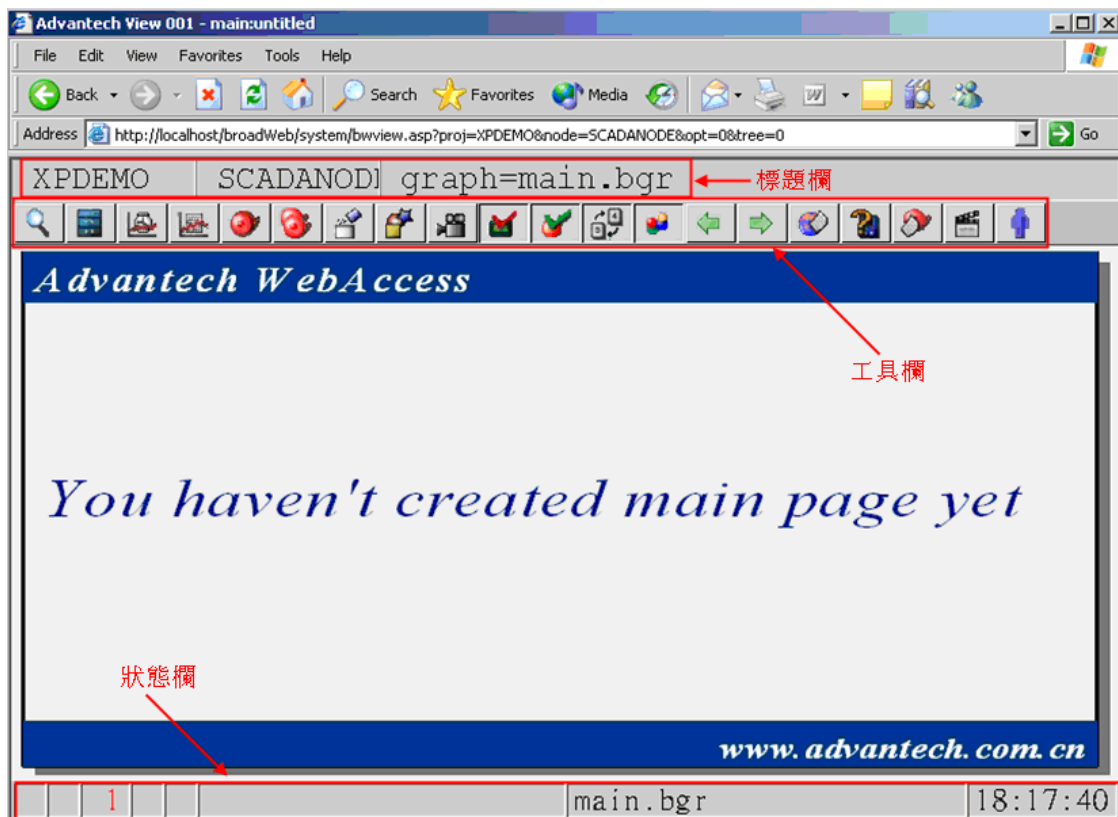 Advantech View 001 - main:untitled
File Edit View Favorites Tools Help
Back Search Favorites Media
Address http://localhost/broadWeb/system/bwview.asp?proj=XPDEMO&node=SCADANODE&opt=0&tree=0 Go
XPDEMO SCADANOD graph=main.bgr 標題欄
Advantech WebAccess
工具欄
You haven't created main page yet
狀態欄
www.advantech.com.cn
1 main.bgr 18:17:40